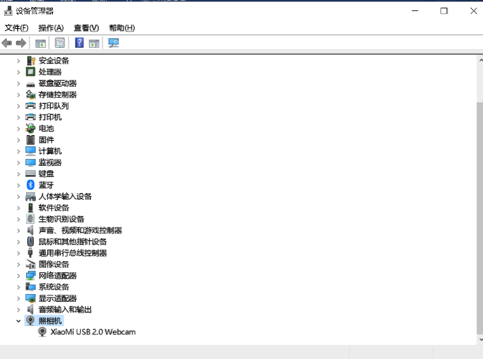 设备管理器
文件(F) 操作(A) 查看(V) 帮助(H)
安全设备
处理器
磁盘驱动器
存储控制器
打印队列
打印机
电池
固件
计算机
监视器
键盘
蓝牙
人体学输入设备
软件设备
生物识别设备
声音、视频和游戏控制器
鼠标和其他指针设备
通用串行总线控制器
图像设备
网络适配器
系统设备
显示适配器
音频输入和输出
照相机
XiaoMi USB 2.0 Webcam